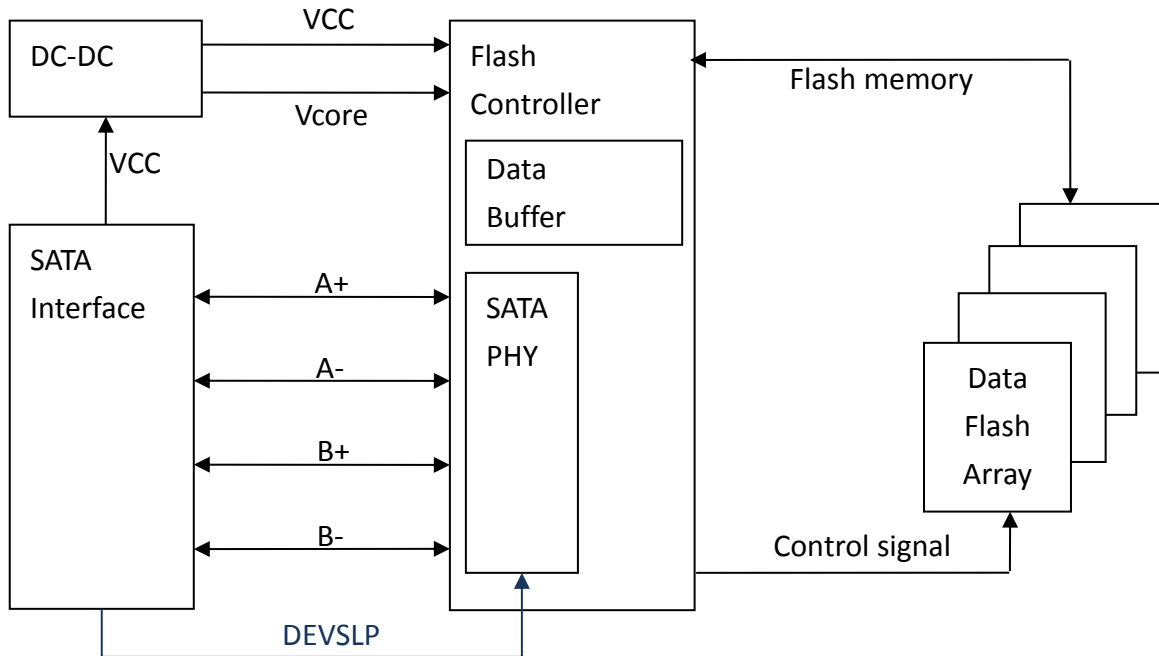 VCC
DC-DC
Vcore
VCC
Flash
Controller
Flash memory
Data
Buffer
SATA
Interface
A+
A-
B+
B-
SATA
PHY
Data
Flash
Array
Control signal
DEVSLP